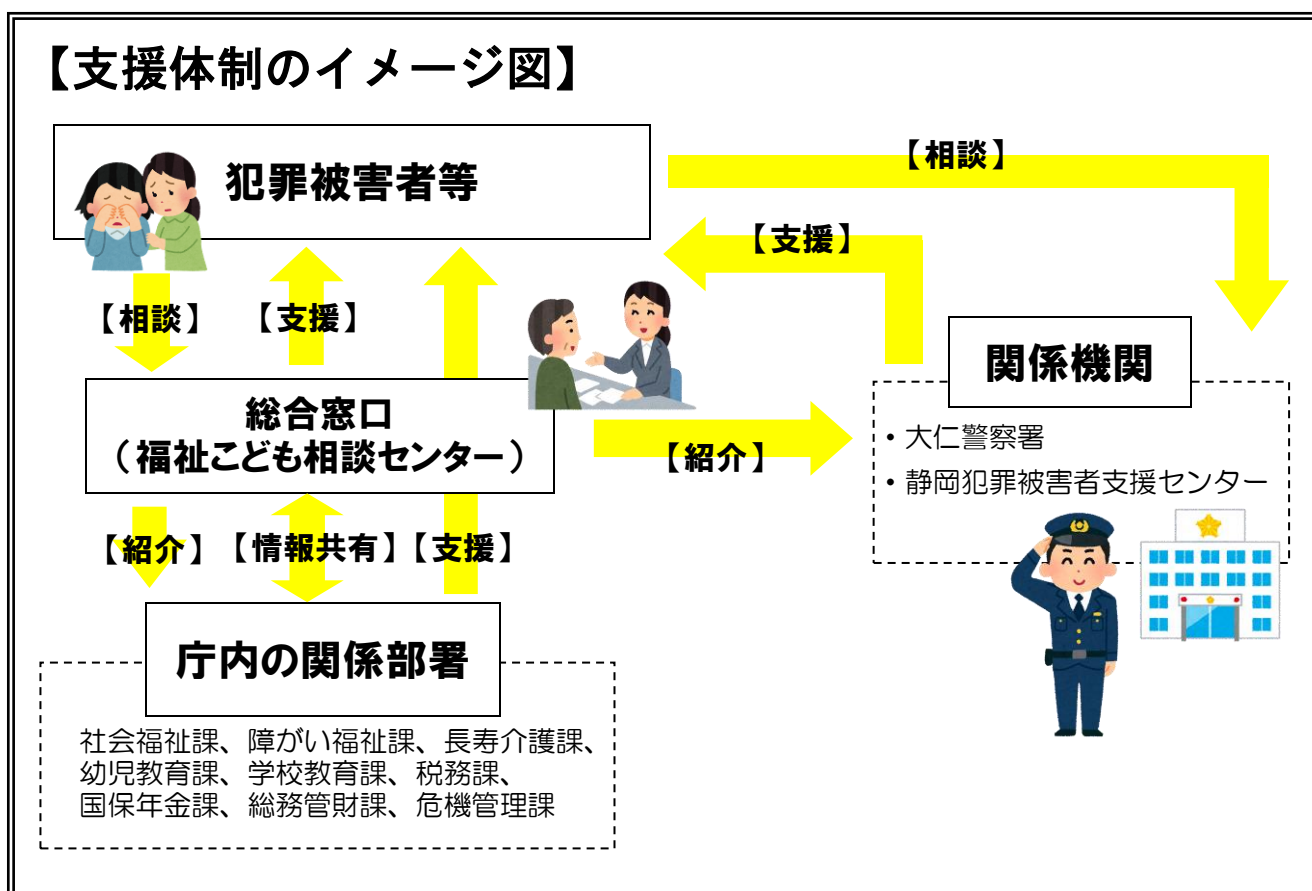 【支援体制のイメージ図】
犯罪被害者等
【相談】
【支援】
【相談】
【支援】
関係機関
・大仁警察署
・静岡犯罪被害者支援センター
総合窓口
（福祉こども相談センター）
【紹介】
【紹介】
【情報共有】
【支援】
庁内の関係部署
社会福祉課、障がい福祉課、長寿介護課、
幼児教育課、学校教育課、税務課、
国保年金課、総務管財課、危機管理課